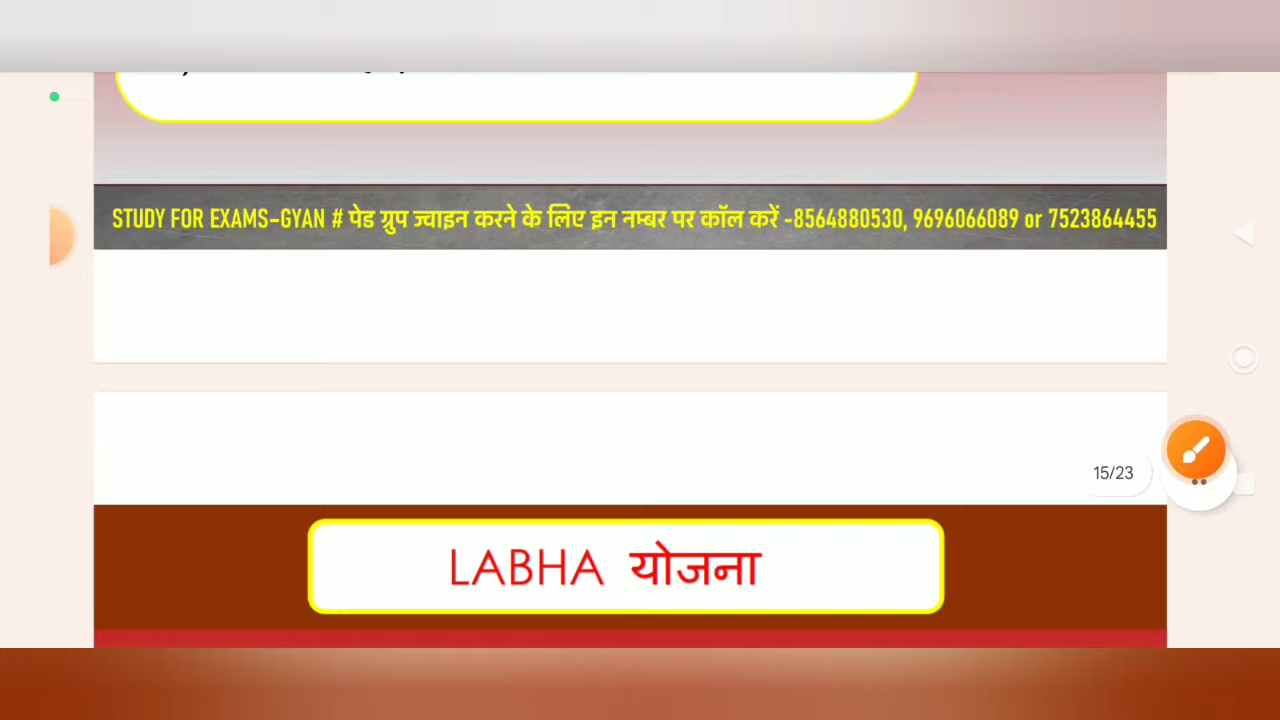 STUDY FOR EXAMS-GYAN # पेड ग्रुप ज्वाइन करने के लिए इन नम्बर पर कॉल करें -8564880530, 9696066089 or 7523864455
15/23
LABHA योजना